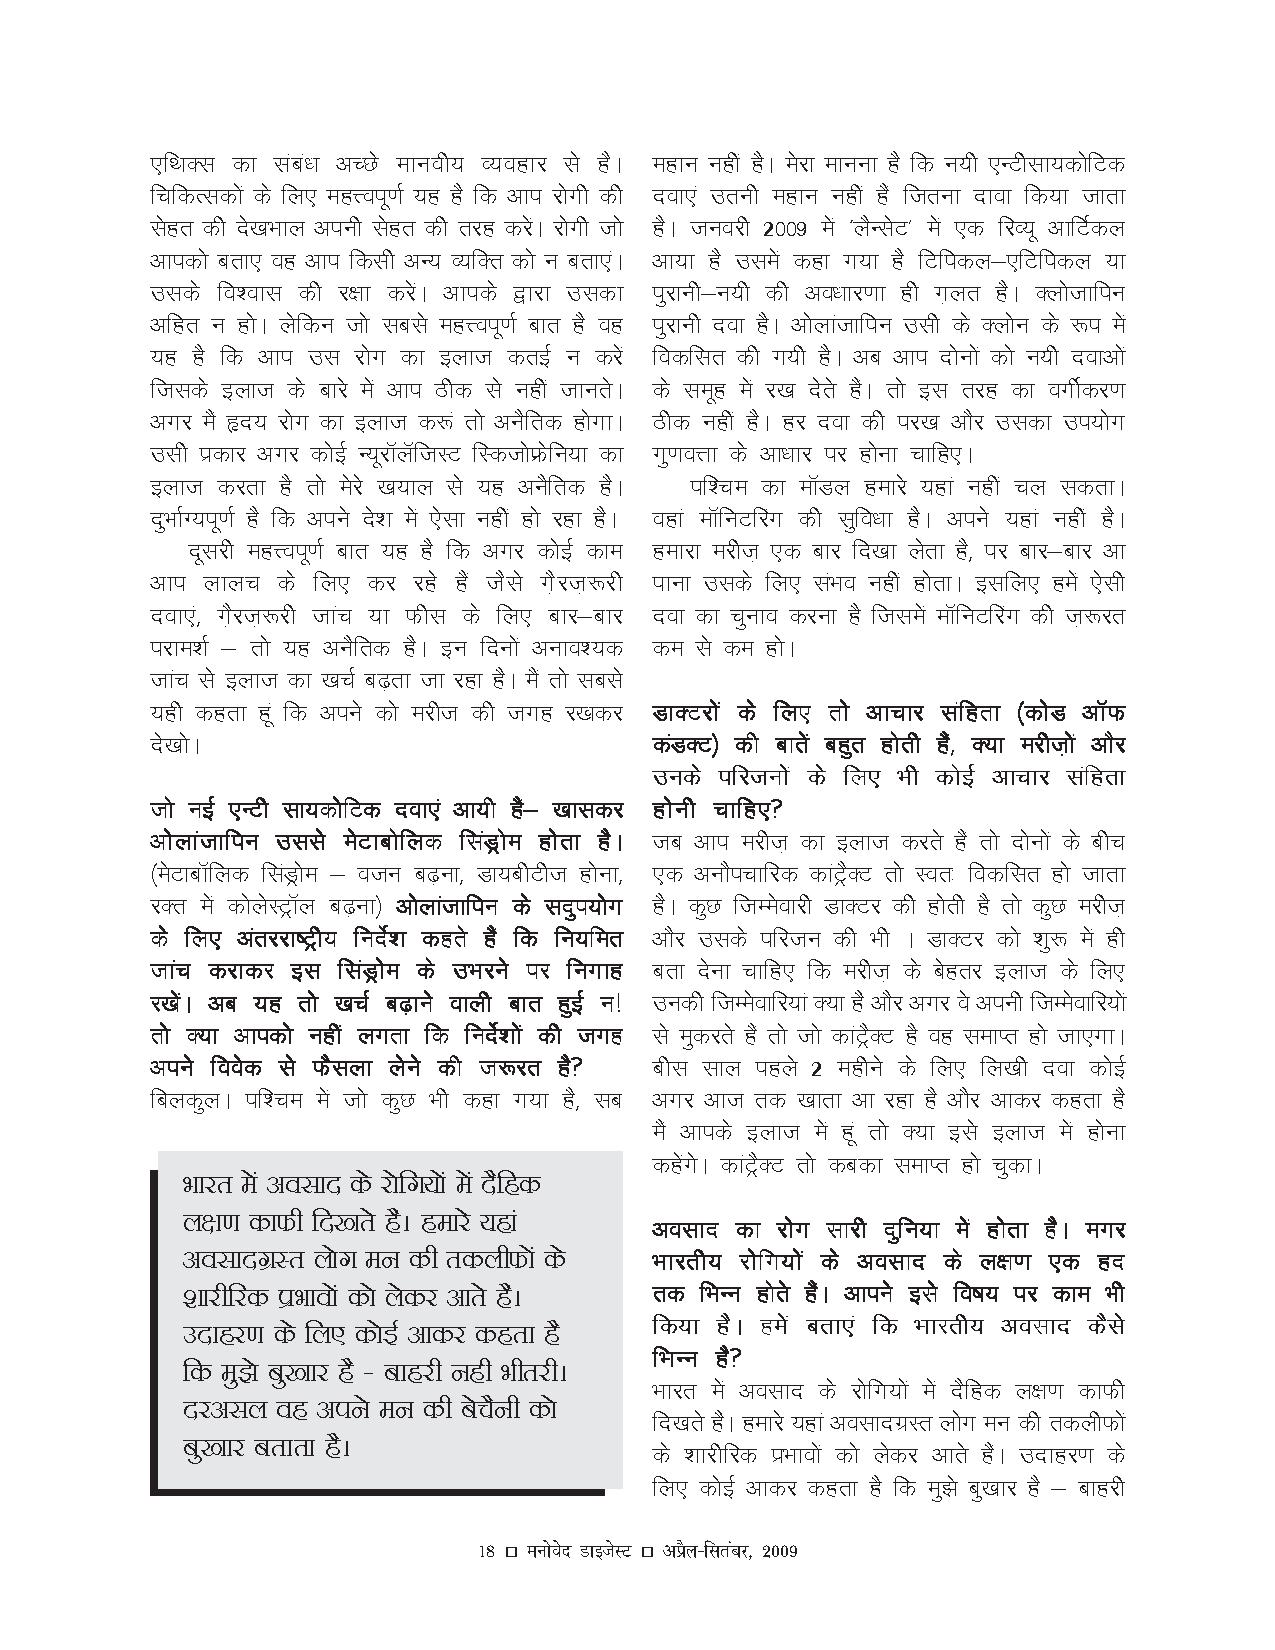 एथिक्स का संबंध अच्छे मानवीय व्यवहार से है।
चिकित्सकों के लिए महत्त्वपूर्ण यह है कि आप रोगी की
सेहत की देखभाल अपनी सेहत की तरह करें। रोगी जो
आपको बताए वह आप किसी अन्य व्यक्ति को न बताएं।
उसके विश्वास की रक्षा करें। आपके द्वारा उसका
अहित न हो। लेकिन जो सबसे महत्त्वपूर्ण बात है वह
यह है कि आप उस रोग का इलाज कतई न करें
जिसके इलाज के बारे में आप ठीक से नहीं जानते।
अगर मैं हृदय रोग का इलाज करूं तो अनैतिक होगा।
उसी प्रकार अगर कोई न्यूरॉलॉजिस्ट स्किजोफ्रेनिया का
इलाज करता है तो मेरे खयाल से यह अनैतिक है।
दुर्भाग्यपूर्ण है कि अपने देश में ऐसा नहीं हो रहा है।
दूसरी महत्त्वपूर्ण बात यह है कि अगर कोई काम
आप लालच के लिए कर रहे हैं जैसे गै़रज़रूरी
दवाएं, गै़रज़रूरी जांच या फीस के लिए बार–बार
परामर्श – तो यह अनैतिक है। इन दिनों अनावश्यक
जांच से इलाज का खर्च बढ़ता जा रहा है। मैं तो सबसे
यही कहता हूं कि अपने को मरीज की जगह रखकर
देखो।
जो नई एन्टी सायकोटिक दवाएं आयी हैं– खासकर
ओलांजापिन उससे मेटाबोलिक सिंड्रोम होता है।
(मेटाबॉलिक सिंड्रोम – वजन बढ़ना, डायबीटीज होना,
रक्त में कोलेस्ट्रॉल बढ़ना) ओलांजापिन के सदुपयोग
के लिए अंतरराष्ट्रीय निर्देश कहते हैं कि नियमित
जांच कराकर इस सिंड्रोम के उभरने पर निगाह
रखें। अब यह तो खर्च बढ़ाने वाली बात हुई न!
तो क्या आपको नहीं लगता कि निर्देशों की जगह
अपने विवेक से फैसला लेने की जरूरत है?
बिलकुल। पश्चिम में जो कुछ भी कहा गया है, सब
भारत में अवसाद के रोगियों में दैहिक
लक्षण काफी दिखते हैं। हमारे यहां
अवसादग्रस्त लोग मन की तकलीफों के
शारीरिक प्रभावों को लेकर आते है।
उदाहरण के लिए कोई आकर कहता है
कि मुझे बुखार है - बाहरी नही भीतरी।
दरअसल वह अपने मन की बेचैनी को
बुखार बताता है।
महान नहीं है। मेरा मानना है कि नयी एन्टीसायकोटिक
दवाएं उतनी महान नहीं है जितना दावा किया जाता
है। जनवरी 2009 में 'लैन्सेट' में एक रिव्यू आर्टिकल
आया है उसमें कहा गया है टिपिकल–एटिपिकल या
पुरानी–नयी की अवधारणा ही ग़लत है। क्लोजापिन
पुरानी दवा है। ओलांजापिन उसी के क्लोन के रूप में
विकसित की गयी है। अब आप दोनों को नयी दवाओं
के समूह में रख देते है। तो इस तरह का वर्गीकरण
ठीक नहीं है। हर दवा की परख और उसका उपयोग
गुणवत्ता के आधार पर होना चाहिए।
पश्चिम का मॉडल हमारे यहां नहीं चल सकता।
वहां मॉनिटरिंग की सुविधा है। अपने यहां नहीं है।
हमारा मरीज़ एक बार दिखा लेता है, पर बार–बार आ
पाना उसके लिए संभव नहीं होता। इसलिए हमें ऐसी
दवा का चुनाव करना है जिसमें मॉनिटरिंग की ज़रूरत
कम से कम हो।
डाक्टरों के लिए तो आचार संहिता (कोड ऑफ
कंडक्ट) की बातें बहुत होती हैं, क्या मरीज़ों और
उनके परिजनों के लिए भी कोई आचार संहिता
होनी चाहिए?
जब आप मरीज़ का इलाज करते है तो दोनों के बीच
एक अनौपचारिक कांट्रैक्ट तो स्वतः विकसित हो जाता
है। कुछ जिम्मेवारी डाक्टर की होती है तो कुछ मरीज़
और उसके परिजन की भी । डाक्टर को शुरू में ही
बता देना चाहिए कि मरीज़ के बेहतर इलाज के लिए
उनकी जिम्मेवारियां क्या है और अगर वे अपनी जिम्मेवारियों
से मुकरते है तो जो कांट्रैक्ट है वह समाप्त हो जाएगा।
बीस साल पहले 2 महीने के लिए लिखी दवा कोई
अगर आज तक खाता आ रहा है और आकर कहता है
मैं आपके इलाज में हूं तो क्या इसे इलाज में होना
कहेंगे। कांट्रैक्ट तो कबका समाप्त हो चुका।
अवसाद का रोग सारी दुनिया में होता है। मगर
भारतीय रोगियों के अवसाद के लक्षण एक हद
तक भिन्न होते हैं। आपने इसे विषय पर काम भी
किया है। हमें बताएं कि भारतीय अवसाद कैसे
भिन्न है?
भारत में अवसाद के रोगियों में दैहिक लक्षण काफी
दिखते है। हमारे यहां अवसादग्रस्त लोग मन की तकलीफों
के शारीरिक प्रभावों को लेकर आते है। उदाहरण के
लिए कोई आकर कहता है कि मुझे बुखार है – बाहरी
18 □ मनोवेद डाइजेस्ट □ अप्रैल-सितंबर, 2009